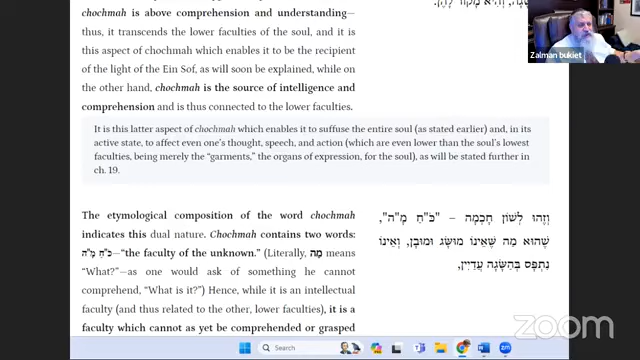 chochmah is above comprehension and understanding—
thus, it transcends the lower faculties of the soul, and it is
this aspect of chochmah which enables it to be the recipient
of the light of the Ein Sof, as will soon be explained, while on
the other hand, chochmah is the source of intelligence and
comprehension and is thus connected to the lower faculties.
It is this latter aspect of chochmah which enables it to suffuse the entire soul (as stated earlier) and, in its
active state, to affect even one's thought, speech, and action (which are even lower than the soul's lowest
faculties, being merely the “garments,” the organs of expression, for the soul), as will be stated further in
ch. 19.
The etymological composition of the word chochmah
indicates this dual nature. Chochmah contains two words:
כֹּ"חַ מָ"ה—“the faculty of the unknown.” (Literally, מָה means
“What?”—as one would ask of something he cannot
comprehend, “What is it?”) Hence, while it is an intellectual
faculty (and thus related to the other, lower faculties), it is a
faculty which cannot as yet be comprehended or grasped
וְהִיא מָקוֹר לָהֶן.
וְזֶהוּ לְשׁוֹן חָכְמָה – "כֹּ"חַ מָ"ה",
שֶׁהוּא מַה שֶּׁאֵינוֹ מוּשָּׂג וּמוּבָן, וְאֵינוֹ
נִתְפָּס בְּהַשָּׂגָה עֲדַיִין,
Zalman bukiet
Search
zoom
zoom